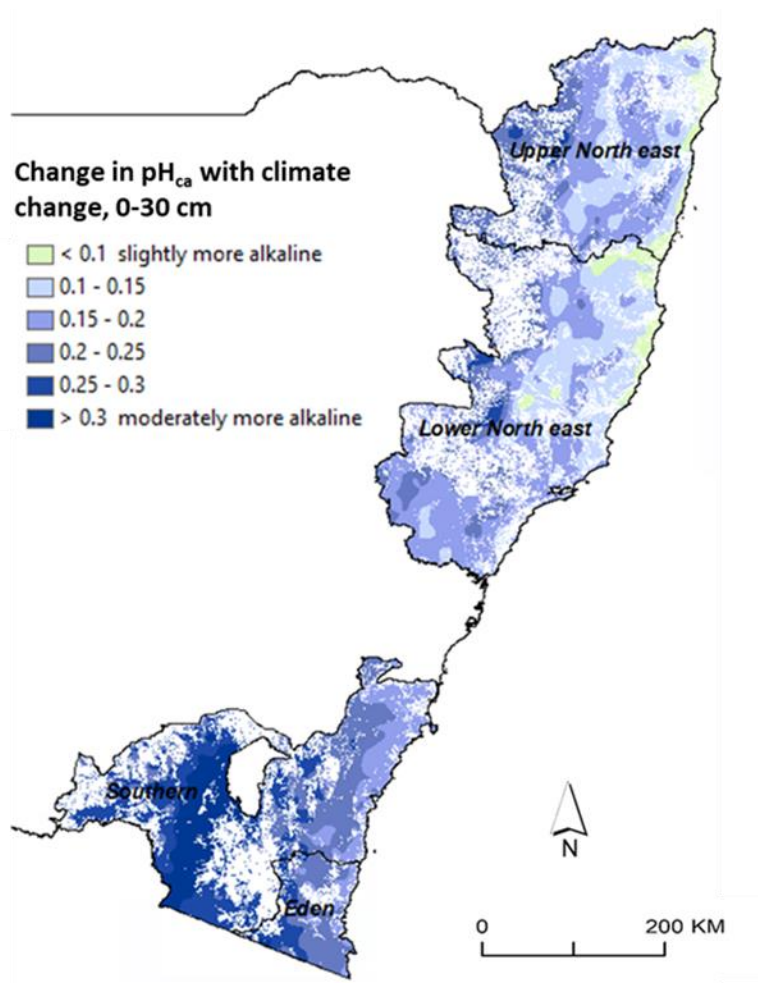 Upper North east
Change in pHca with climate
change, 0-30 cm
< 0.1 slightly more alkaline
0.1 - 0.15
0.15 - 0.2
0.2 - 0.25
0.25 - 0.3
> 0.3 moderately more alkaline
Lower North east
Southern
Eden
N
0
200 KM